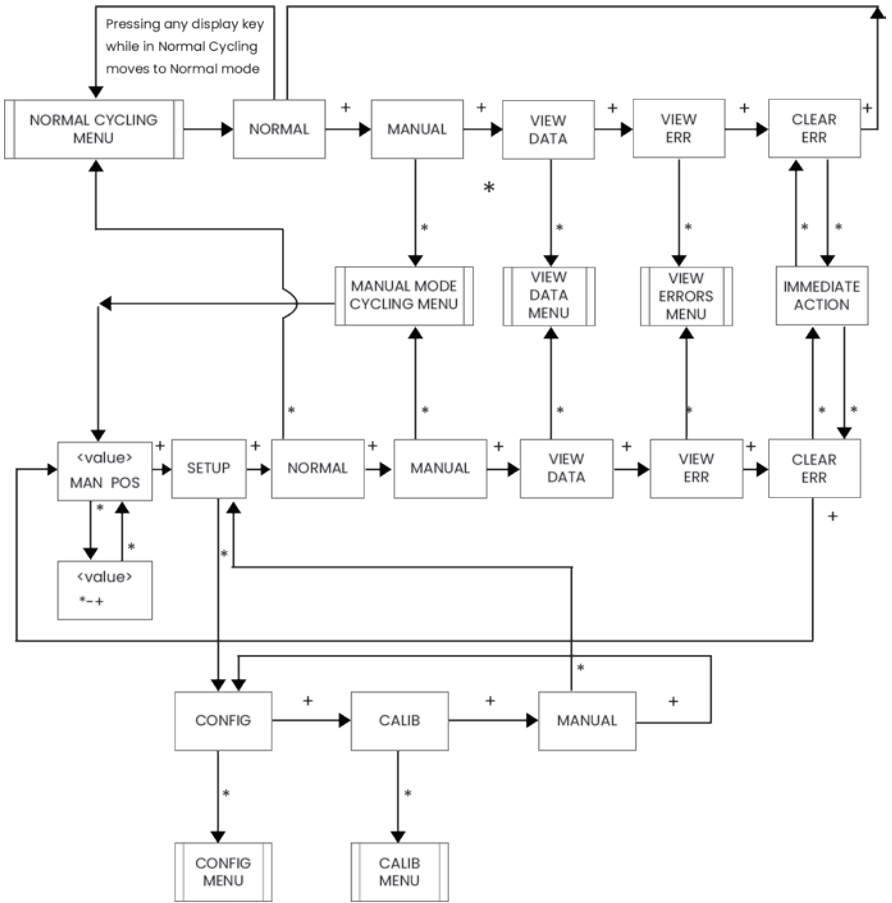 Pressing any display key
while in Normal Cycling
moves to Normal mode
NORMAL CYCLING
MENU
NORMAL
+
MANUAL
+
VIEW
DATA
+
VIEW
ERR
+
CLEAR
ERR
+
*
*
*
*
*
*
MANUAL MODE
CYCLING MENU
VIEW
DATA
MENU
VIEW
ERRORS
MENU
IMMEDIATE
ACTION
*
*
*
*
*
*
<value>
MAN POS
+
SETUP
+
NORMAL
+
MANUAL
+
VIEW
DATA
+
VIEW
ERR
+
CLEAR
ERR
+
*
*
*
<value>
*-+
*
CONFIG
+
CALIB
+
MANUAL
+
*
*
CONFIG
MENU
CALIB
MENU